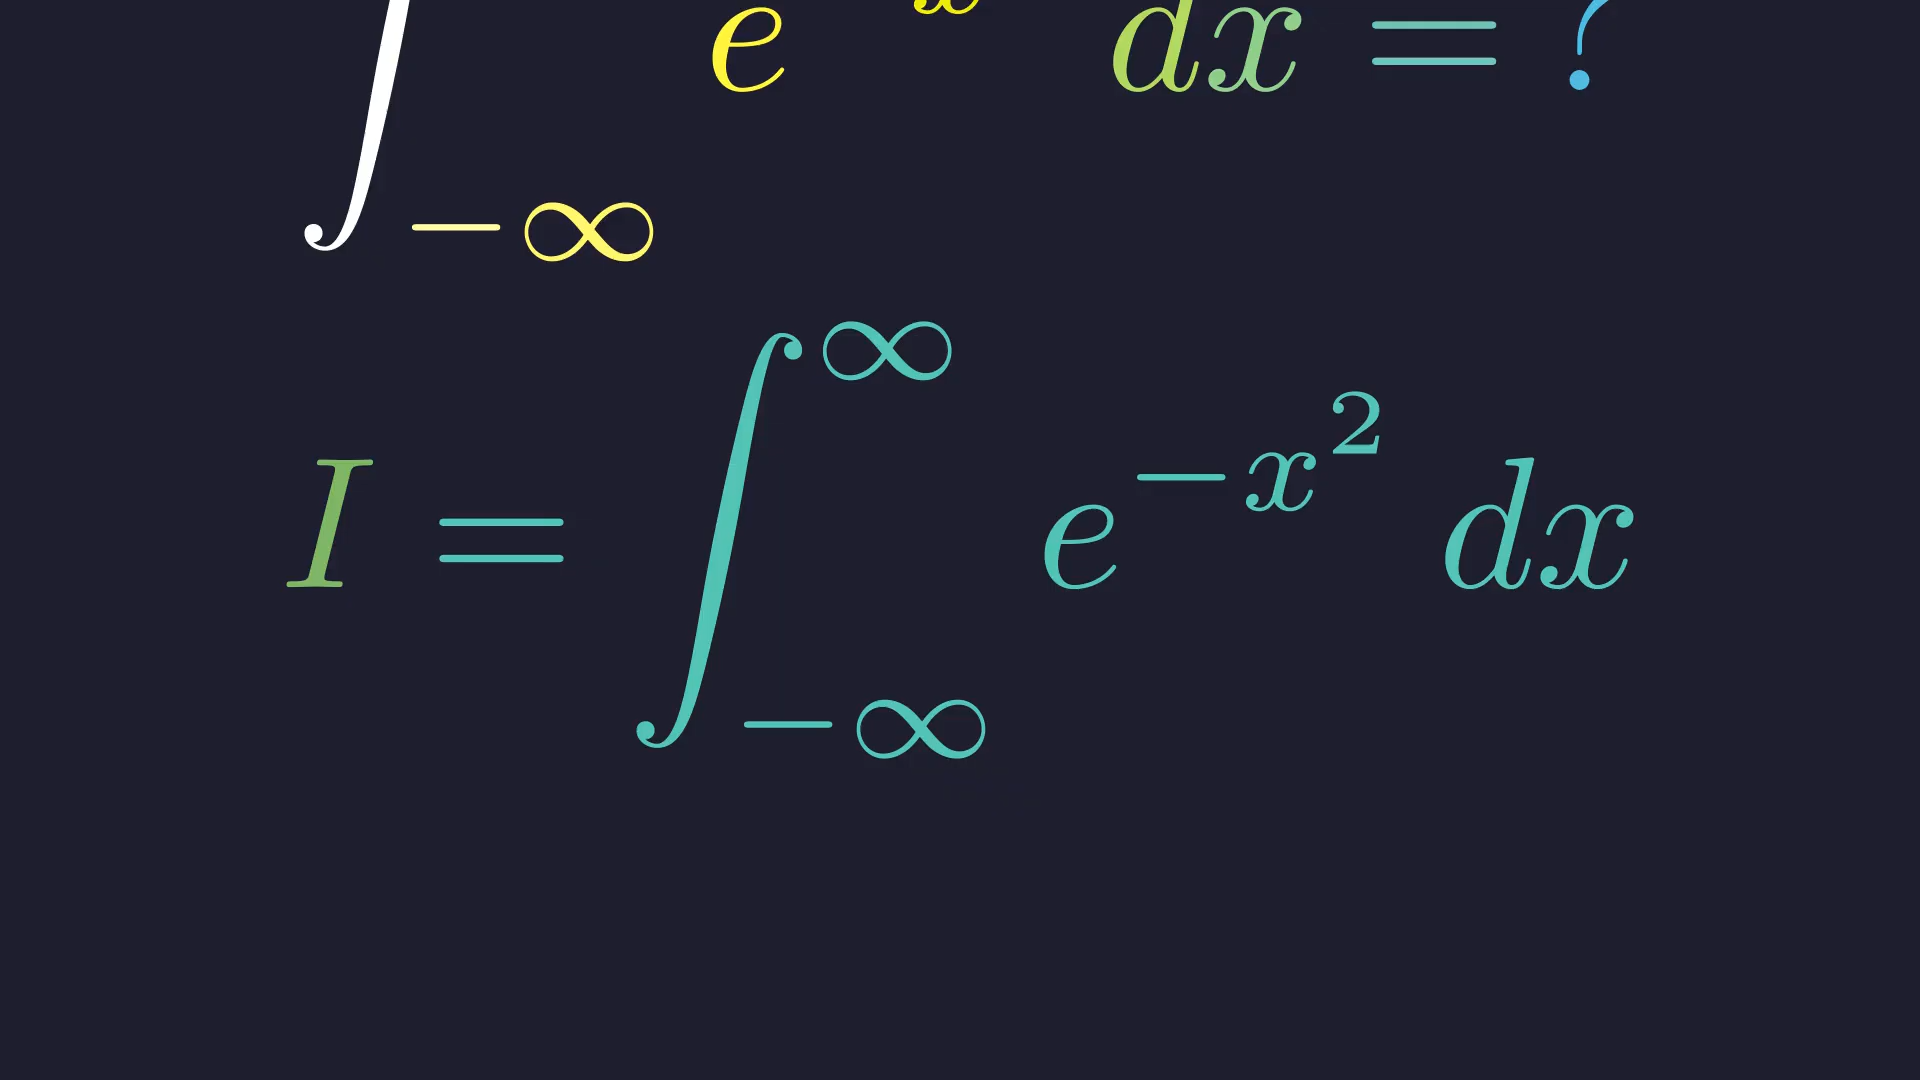 ∫_{-∞} e^{x} dx = ?
I = ∫_{-∞}^{∞} e^{-x^2} dx